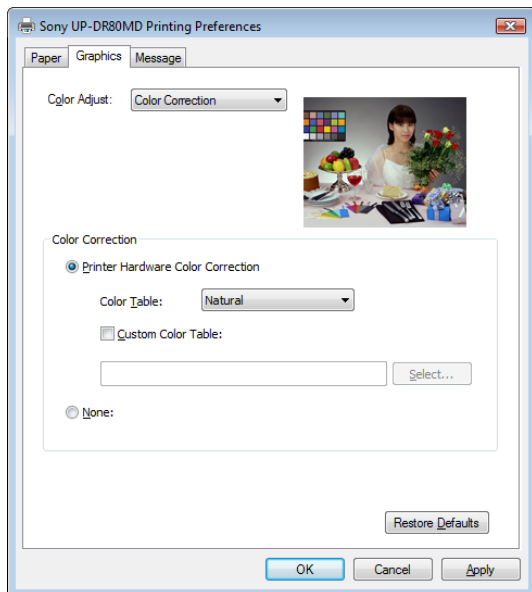 Sony UP-DR80MD Printing Preferences
Paper Graphics Message
Color Adjust: Color Correction
Color Correction
Printer Hardware Color Correction
Color Table: Natural
Custom Color Table:
Select...
None:
Restore Defaults
OK Cancel Apply